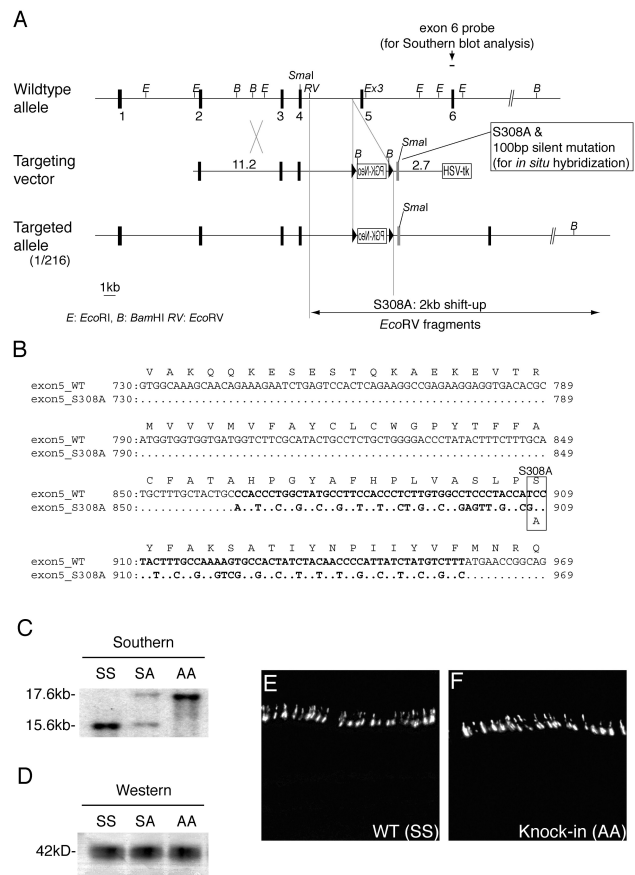 A
exon 6 probe
(for Southern blot analysis)
Wildtype
allele
E E B B E SmaI RV Ex3 E E E B
1 2 3 4 5 6
Targeting
vector
11.2
B B
PGK-Neo
SmaI
2.7
HSV-tk
S308A &
100bp silent mutation
(for in situ hybridization)
Targeted
allele
(1/216)
PGK-Neo
SmaI
B
1kb
E: EcoRI, B: BamHI RV: EcoRV
S308A: 2kb shift-up
EcoRV fragments
B
V A K Q Q K E S E S T Q K A E K E V T R
exon5_WT 730:GTGGCAAAGCAACAGAAAGAATCTGAGTCCACTCAGAAGGCCGAGAAGGAGGTGACACGC 789
exon5_S308A 730:............................................................ 789
M V V V M V F A Y C L C W G P Y T F F A
exon5_WT 790:ATGGTGGTGGTGATGGTCTTCGCATACTGCCTCTGCTGGGGACCCTATACTTTCTTTGCA 849
exon5_S308A 790:............................................................ 849
C F A T A H P G Y A F H P L V A S L P S
S308A
exon5_WT 850:TGCTTTGCTACTGCCCACCCTGGCTATGCCTTCCACCCTCTTGTGGCCTCCCTACCATCC 909
exon5_S308A 850:..............A.T..C..G..C..G..T..T..CT.G..C..GAGTT.G..CG.. 909
A
Y F A K S A T I Y N P I I Y V F M N R Q
exon5_WT 910:TACTTTGCCAAAAGTGCCACTATCTACAACCCCATTATCTATGTCTTTATGAACCGGCAG 969
exon5_S308A 910:..T..C..G..GTCG..G..C..T..T..T..G..C..T..C..G..C............ 969
C
Southern
SS SA AA
17.6kb-
15.6kb-
D
Western
SS SA AA
42kD-
E
WT (SS)
F
Knock-in (AA)